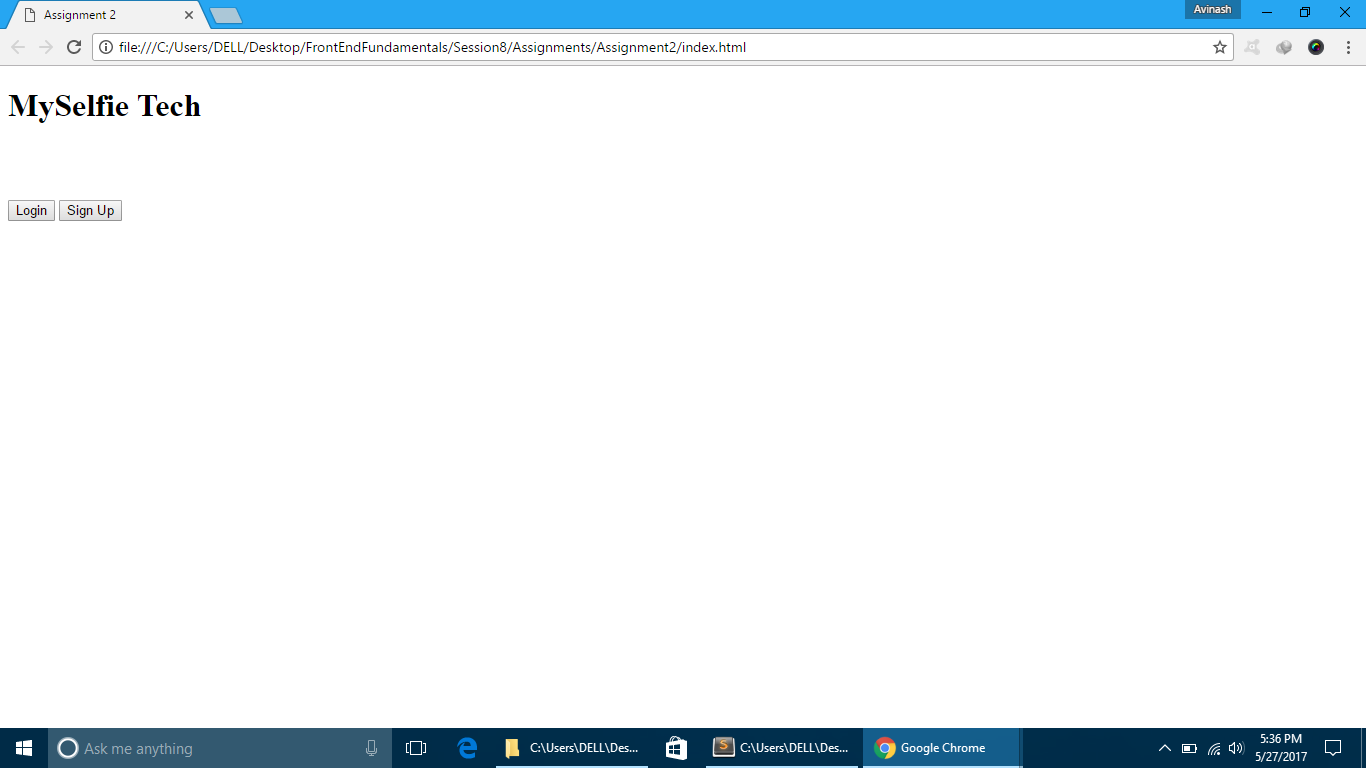 Assignment 2
Avinash
file:///C:/Users/DELL/Desktop/FrontEndFundamentals/Session8/Assignments/Assignment2/index.html
MySelfie Tech
Login Sign Up
Ask me anything
C:\Users\DELL\Des...
C:\Users\DELL\Des...
Google Chrome
5:36 PM
5/27/2017